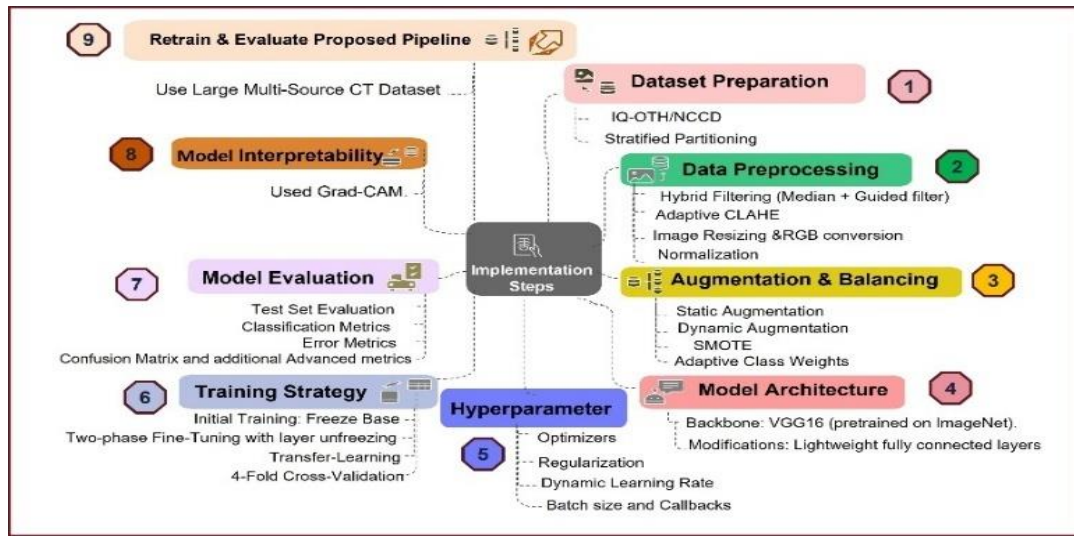 Implementation
Steps
1
Dataset Preparation
IQ-OTH/NCCD
Stratified Partitioning
2
Data Preprocessing
Hybrid Filtering (Median + Guided filter)
Adaptive CLAHE
Image Resizing &RGB conversion
Normalization
3
Augmentation & Balancing
Static Augmentation
Dynamic Augmentation
SMOTE
Adaptive Class Weights
4
Model Architecture
Backbone: VGG16 (pretrained on ImageNet).
Modifications: Lightweight fully connected layers
5
Hyperparameter
Optimizers
Regularization
Dynamic Learning Rate
Batch size and Callbacks
6
Training Strategy
Initial Training: Freeze Base
Two-phase Fine-Tuning with layer unfreezing
Transfer-Learning
4-Fold Cross-Validation
7
Model Evaluation
Test Set Evaluation
Classification Metrics
Error Metrics
Confusion Matrix and additional Advanced metrics
8
Model Interpretability
Used Grad-CAM.
9
Retrain & Evaluate Proposed Pipeline
Use Large Multi-Source CT Dataset